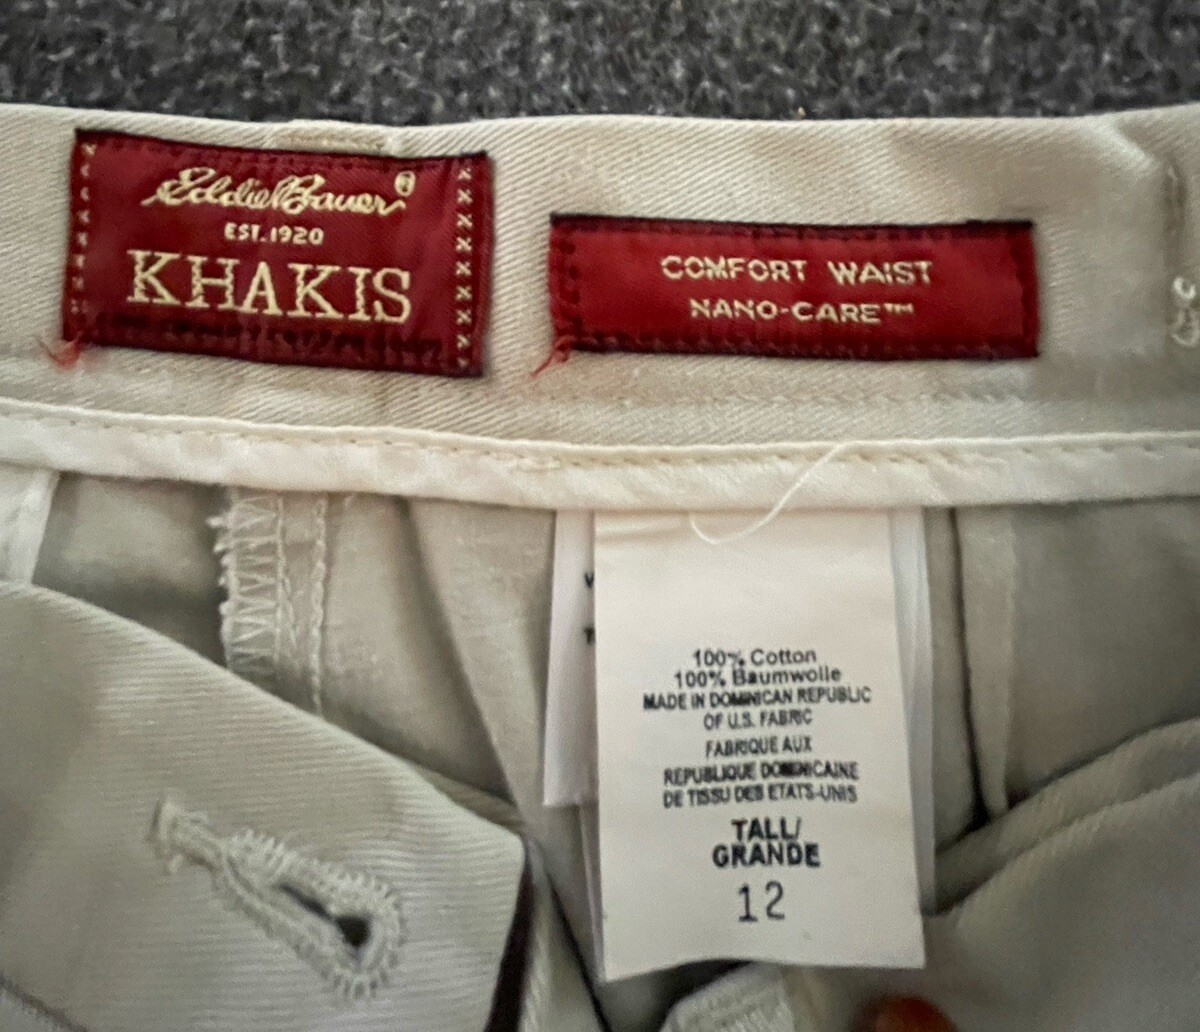 Eddie Bauer®
EST. 1920
KHAKIS
COMFORT WAIST
NANO-CARE™
100% Cotton
100% Baumwolle
MADE IN DOMINICAN REPUBLIC
OF U.S. FABRIC
FABRIQUE AUX
REPUBLIQUE DOMINICAINE
DE TISSU DES ETATS-UNIS
TALL/
GRANDE
12